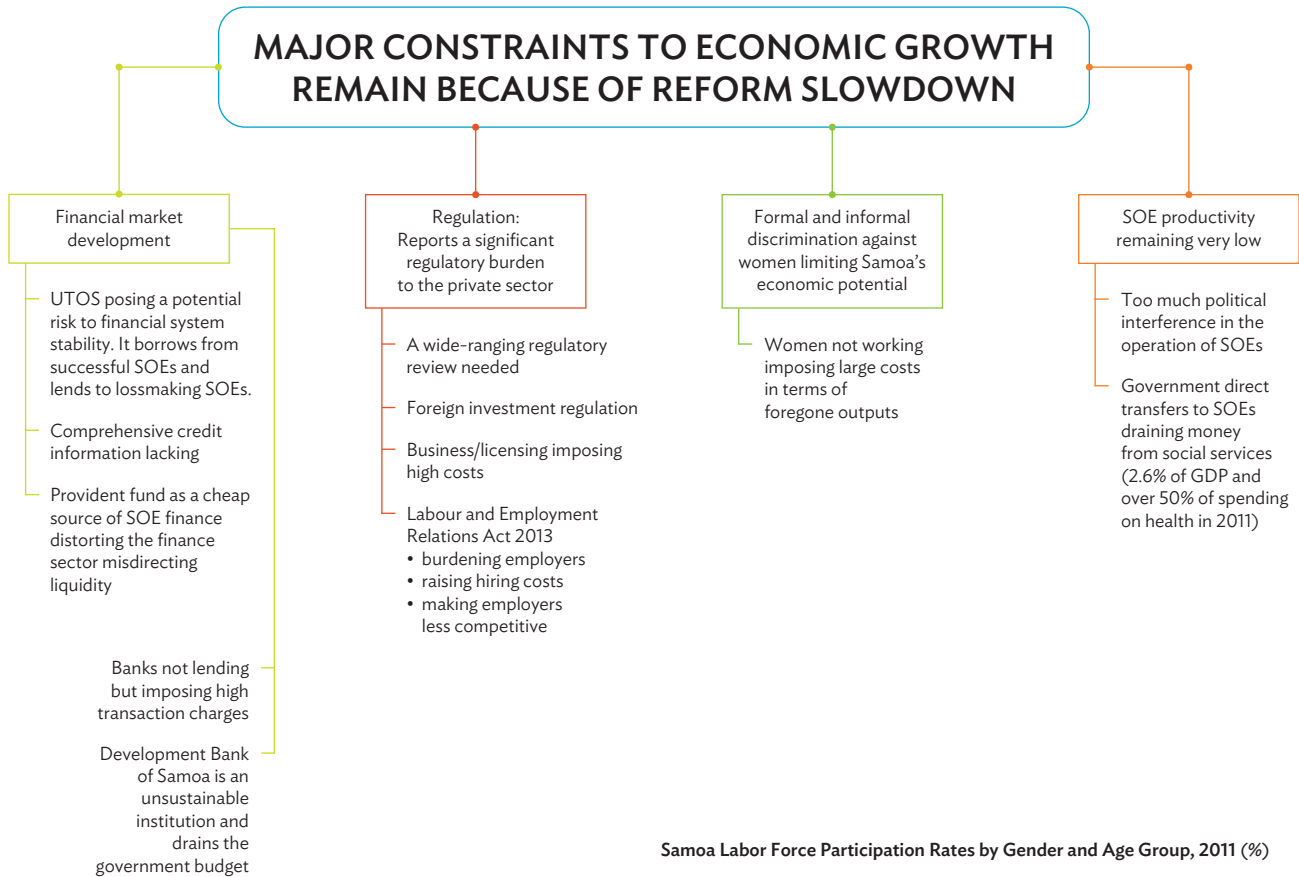 MAJOR CONSTRAINTS TO ECONOMIC GROWTH
REMAIN BECAUSE OF REFORM SLOWDOWN
Financial market
development
UTOS posing a potential
risk to financial system
stability. It borrows from
successful SOEs and
lends to lossmaking SOEs.
Comprehensive credit
information lacking
Provident fund as a cheap
source of SOE finance
distorting the finance
sector misdirecting
liquidity
Banks not lending
but imposing high
transaction charges
Development Bank
of Samoa is an
unsustainable
institution and
drains the
government budget
Regulation:
Reports a significant
regulatory burden
to the private sector
A wide-ranging regulatory
review needed
Foreign investment regulation
Business/licensing imposing
high costs
Labour and Employment
Relations Act 2013
• burdening employers
• raising hiring costs
• making employers
less competitive
Formal and informal
discrimination against
women limiting Samoa's
economic potential
Women not working
imposing large costs
in terms of
foregone outputs
SOE productivity
remaining very low
Too much political
interference in the
operation of SOEs
Government direct
transfers to SOEs
draining money
from social services
(2.6% of GDP and
over 50% of spending
on health in 2011)
Samoa Labor Force Participation Rates by Gender and Age Group, 2011 (%)